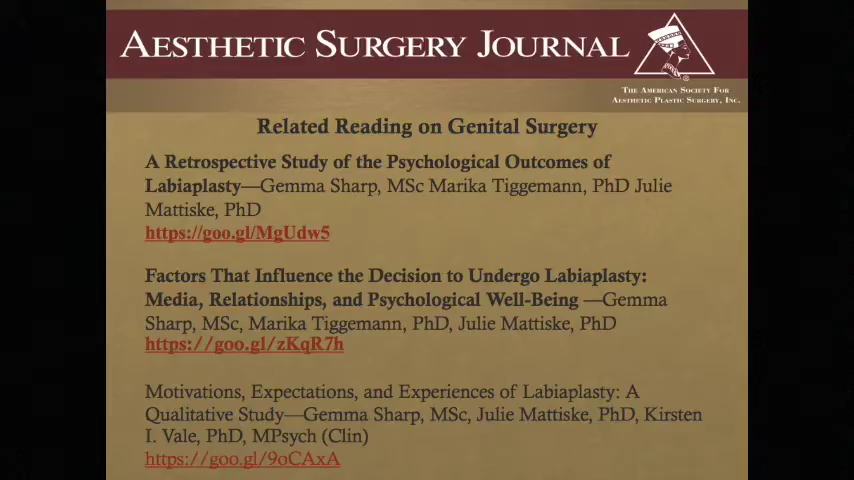 AESTHETIC SURGERY JOURNAL
THE AMERICAN SOCIETY FOR
AESTHETIC PLASTIC SURGERY, INC.
Related Reading on Genital Surgery
A Retrospective Study of the Psychological Outcomes of
Labiaplasty—Gemma Sharp, MSc Marika Tiggemann, PhD Julie
Mattiske, PhD
https://goo.gl/MgUdw5
Factors That Influence the Decision to Undergo Labiaplasty:
Media, Relationships, and Psychological Well-Being —Gemma
Sharp, MSc, Marika Tiggemann, PhD, Julie Mattiske, PhD
https://goo.gl/zKqR7h
Motivations, Expectations, and Experiences of Labiaplasty: A
Qualitative Study—Gemma Sharp, MSc, Julie Mattiske, PhD, Kirsten
I. Vale, PhD, MPsych (Clin)
https://goo.gl/9oCAxA